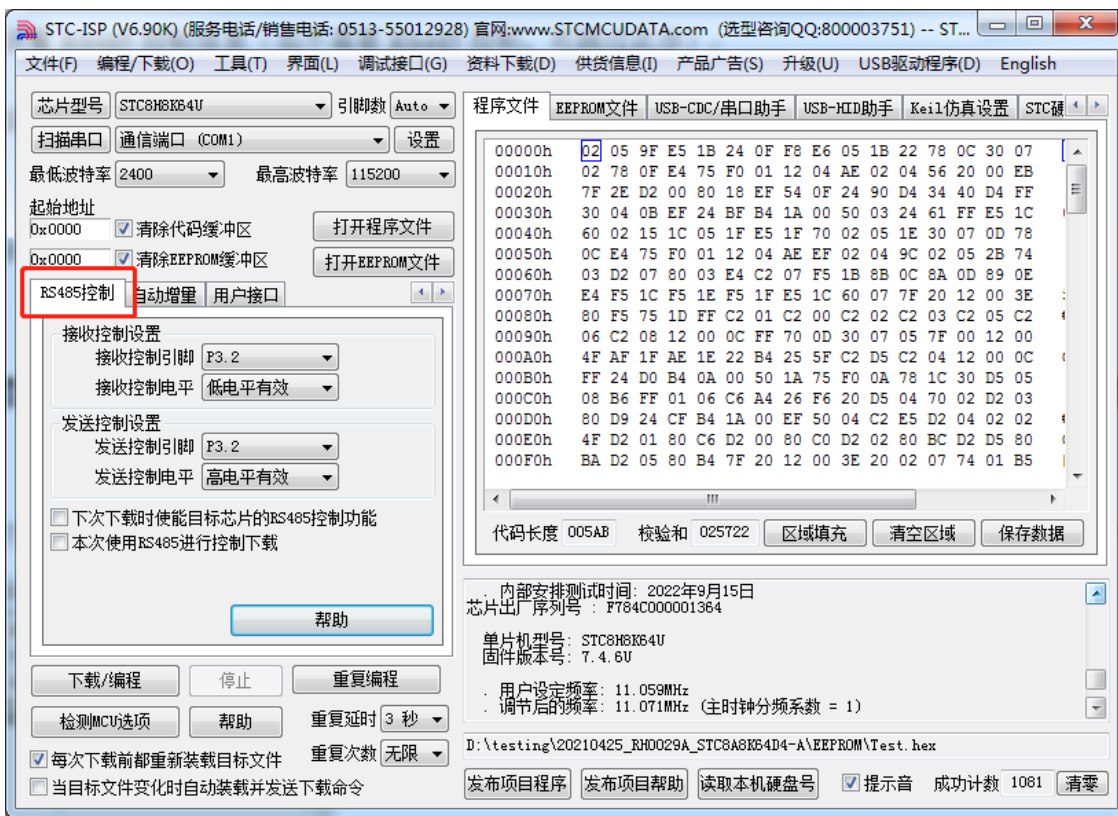 STC-ISP (V6.90K) (服务电话/销售电话: 0513-55012928) 官网:www.STCMCUDATA.com (选型咨询QQ:800003751) -- ST...
文件(F) 编程/下载(O) 工具(T) 界面(L) 调试接口(G) 资料下载(D) 供货信息(I) 产品广告(S) 升级(U) USB驱动程序(D) English
芯片型号 STC8H8K64U 引脚数 Auto
扫描串口 通信端口 (COM1) 设置
最低波特率 2400 最高波特率 115200
起始地址
0x0000 清除代码缓冲区 打开程序文件
0x0000 清除EEPROM缓冲区 打开EEPROM文件
RS485控制 自动增量 用户接口
接收控制设置
接收控制引脚 P3.2
接收控制电平 低电平有效
发送控制设置
发送控制引脚 P3.2
发送控制电平 高电平有效
下次下载时使能目标芯片的RS485控制功能
本次使用RS485进行控制下载
帮助
下载/编程 停止 重复编程
检测MCU选项 帮助 重复延时 3 秒
每次下载前都重新装载目标文件 重复次数 无限
当目标文件变化时自动装载并发送下载命令
程序文件 EEPROM文件 USB-CDC/串口助手 USB-HID助手 Keil仿真设置 STC硬
00000h 02 05 9F E5 1B 24 0F F8 E6 05 1B 22 78 0C 30 07
00010h 02 78 0F E4 75 F0 01 12 04 AE 02 04 56 20 00 EB
00020h 7F 2E D2 00 80 18 EF 54 0F 24 90 D4 34 40 D4 FF
00030h 30 04 0B EF 24 BF B4 1A 00 50 03 24 61 FF E5 1C
00040h 60 02 15 1C 05 1F E5 1F 70 02 05 1E 30 07 0D 78
00050h 0C E4 75 F0 01 12 04 AE EF 02 04 9C 02 05 2B 74
00060h 03 D2 07 80 03 E4 C2 07 F5 1B 8B 0C 8A 0D 89 0E
00070h E4 F5 1C F5 1E F5 1F E5 1C 60 07 7F 20 12 00 3E
00080h 80 F5 75 1D FF C2 01 C2 00 C2 02 C2 03 C2 05 C2
00090h 06 C2 08 12 00 0C FF 70 0D 30 07 05 7F 00 12 00
000A0h 4F AF 1F AE 1E 22 B4 25 5F C2 D5 C2 04 12 00 0C
000B0h FF 24 D0 B4 0A 00 50 1A 75 F0 0A 78 1C 30 D5 05
000C0h 08 B6 FF 01 06 C6 A4 26 F6 20 D5 04 70 02 D2 03
000D0h 80 D9 24 CF B4 1A 00 EF 50 04 C2 E5 D2 04 02 02
000E0h 4F D2 01 80 C6 D2 00 80 C0 D2 02 80 BC D2 D5 80
000F0h BA D2 05 80 B4 7F 20 12 00 3E 20 02 07 74 01 B5
代码长度 005AB 校验和 025722 区域填充 清空区域 保存数据
. 内部安排测试时间: 2022年9月15日
芯片出厂序列号 : F784C000001364
单片机型号: STC8H8K64U
固件版本号: 7.4.6U
. 用户设定频率: 11.059MHz
. 调节后的频率: 11.071MHz (主时钟分频系数 = 1)
D:\testing\20210425_RH0029A_STC8A8K64D4-A\EEPROM\Test.hex
发布项目程序 发布项目帮助 读取本机硬盘号 提示音 成功计数 1081 清零